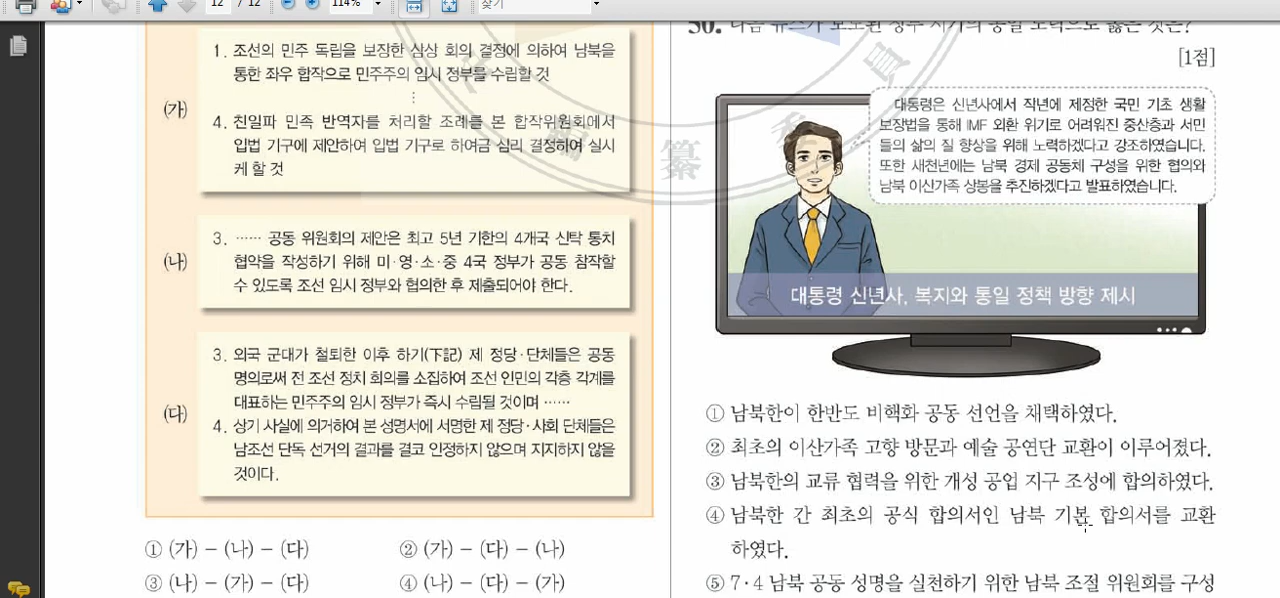 12 / 12
114%
찾기
1. 조선의 민주 독립을 보장한 삼상 회의 결정에 의하여 남북을
통한 좌우 합작으로 민주주의 임시 정부를 수립할 것
⋮
(가)
4. 친일파 민족 반역자를 처리할 조례를 본 합작위원회에서
입법 기구에 제안하여 입법 기구로 하여금 심리 결정하여 실시
케 할 것
(나)
3. …… 공동 위원회의 제안은 최고 5년 기한의 4개국 신탁 통치
협약을 작성하기 위해 미·영·소·중 4국 정부가 공동 참작할
수 있도록 조선 임시 정부와 협의한 후 제출되어야 한다.
(다)
3. 외국 군대가 철퇴한 이후 하기(下記) 제 정당·단체들은 공동
명의로써 전 조선 정치 회의를 소집하여 조선 인민의 각층 각계를
대표하는 민주주의 임시 정부가 즉시 수립될 것이며 ……
4. 상기 사실에 의거하여 본 성명서에 서명한 제 정당·사회 단체들은
남조선 단독 선거의 결과를 결코 인정하지 않으며 지지하지 않을
것이다.
① (가) - (나) - (다) ② (가) - (다) - (나)
③ (나) - (가) - (다) ④ (나) - (다) - (가)
50. 다음 뉴스가 보도된 정부 시기의 통일 노력으로 옳은 것은?
[1점]
대통령은 신년사에서 작년에 제정한 국민 기초 생활
보장법을 통해 IMF 외환 위기로 어려워진 중산층과 서민
들의 삶의 질 향상을 위해 노력하겠다고 강조하였습니다.
또한 새천년에는 남북 경제 공동체 구성을 위한 협의와
남북 이산가족 상봉을 추진하겠다고 발표하였습니다.
대통령 신년사, 복지와 통일 정책 방향 제시
① 남북한이 한반도 비핵화 공동 선언을 채택하였다.
② 최초의 이산가족 고향 방문과 예술 공연단 교환이 이루어졌다.
③ 남북한의 교류 협력을 위한 개성 공업 지구 조성에 합의하였다.
④ 남북한 간 최초의 공식 합의서인 남북 기본 합의서를 교환
하였다.
⑤ 7·4 남북 공동 성명을 실천하기 위한 남북 조절 위원회를 구성
編 纂 委 員